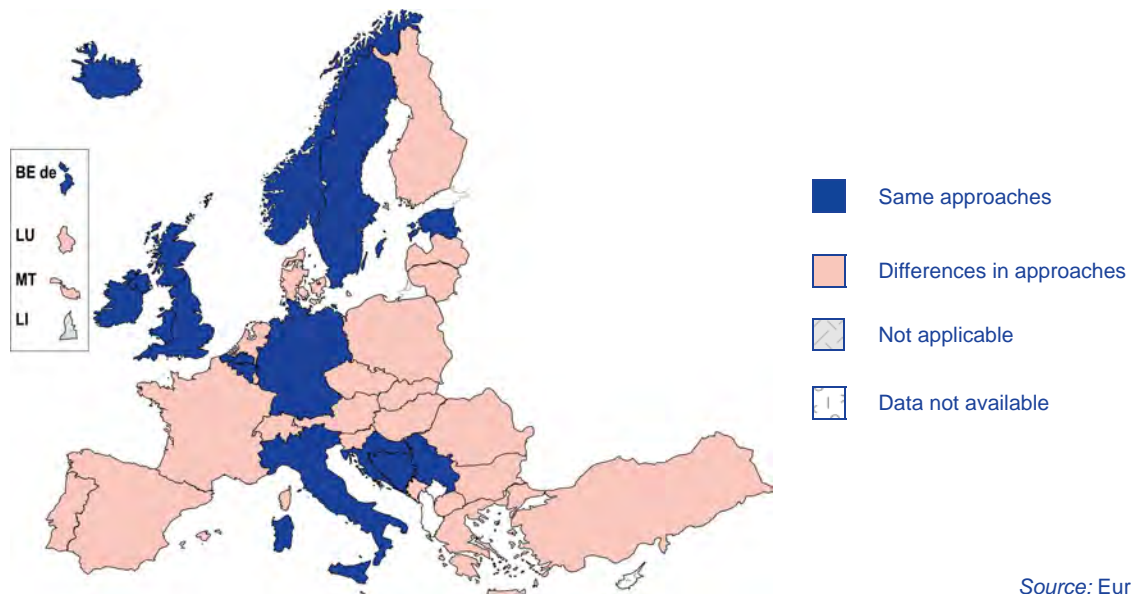 BE de
LU
MT
LI
Same approaches
Differences in approaches
Not applicable
Data not available
Source: Eur